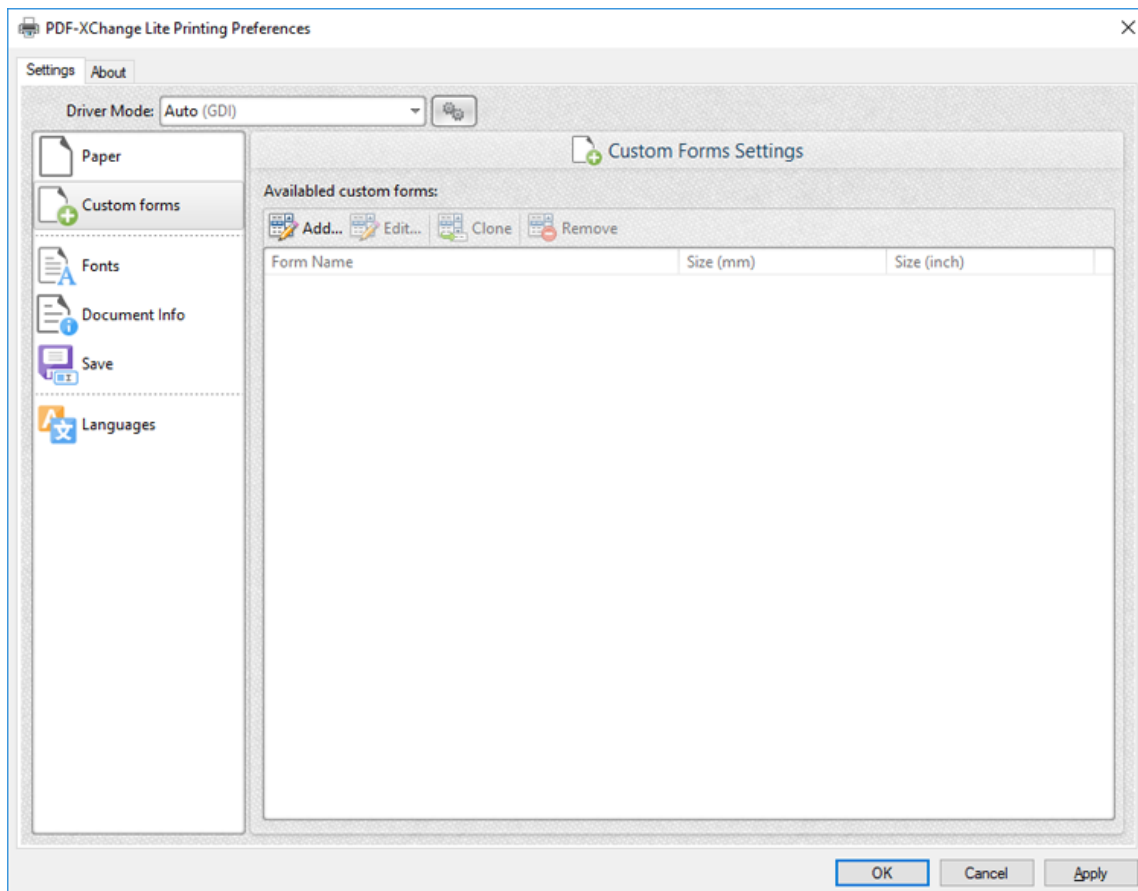 PDF-XChange Lite Printing Preferences
Settings About
Driver Mode: Auto (GDI)
Paper
Custom forms
Fonts
Document Info
Save
Languages
Custom Forms Settings
Availabled custom forms:
Add... Edit... Clone Remove
Form Name Size (mm) Size (inch)
OK Cancel Apply